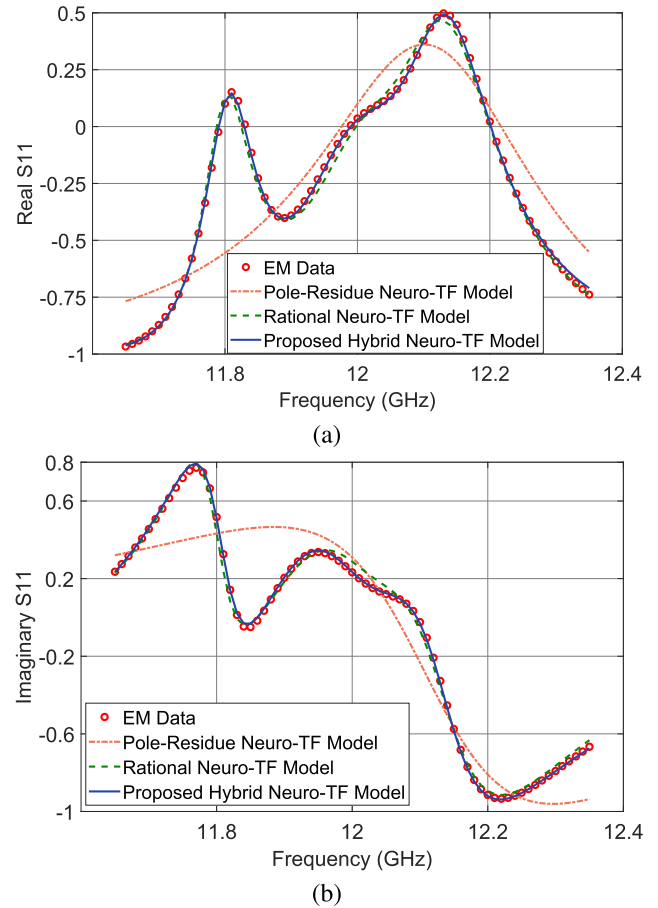 0.5
0.25
0
-0.25
-0.5
-0.75
-1
Real S11
EM Data
Pole-Residue Neuro-TF Model
Rational Neuro-TF Model
Proposed Hybrid Neuro-TF Model
11.8
12
12.2
12.4
Frequency (GHz)
(a)
0.8
0.6
0.2
-0.2
-0.6
-1
Imaginary S11
EM Data
Pole-Residue Neuro-TF Model
Rational Neuro-TF Model
Proposed Hybrid Neuro-TF Model
11.8
12
12.2
12.4
Frequency (GHz)
(b)